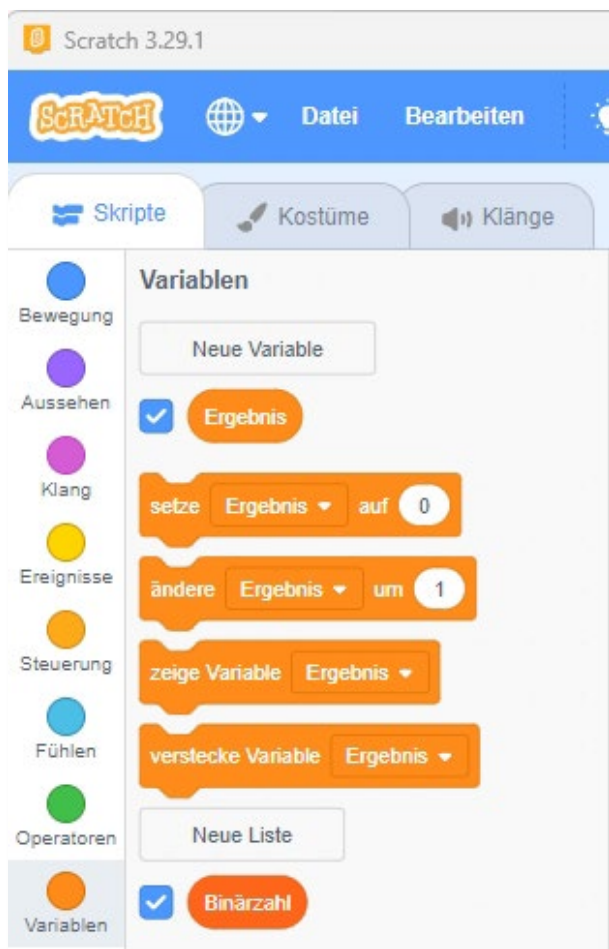 Scratch 3.29.1
SCRATCH Datei Bearbeiten
Skripte Kostüme Klänge
Bewegung
Aussehen
Klang
Ereignisse
Steuerung
Fühlen
Operatoren
Variablen
Variablen
Neue Variable
Ergebnis
setze Ergebnis auf 0
ändere Ergebnis um 1
zeige Variable Ergebnis
verstecke Variable Ergebnis
Neue Liste
Binärzahl